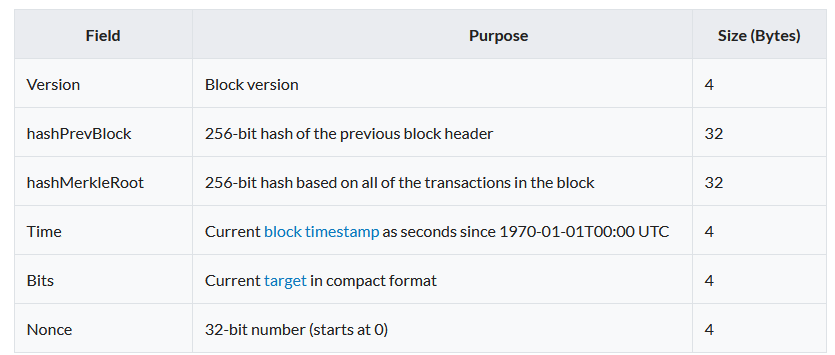 Field Purpose Size (Bytes)
Version Block version 4
hashPrevBlock 256-bit hash of the previous block header 32
hashMerkleRoot 256-bit hash based on all of the transactions in the block 32
Time Current block timestamp as seconds since 1970-01-01T00:00 UTC 4
Bits Current target in compact format 4
Nonce 32-bit number (starts at 0) 4